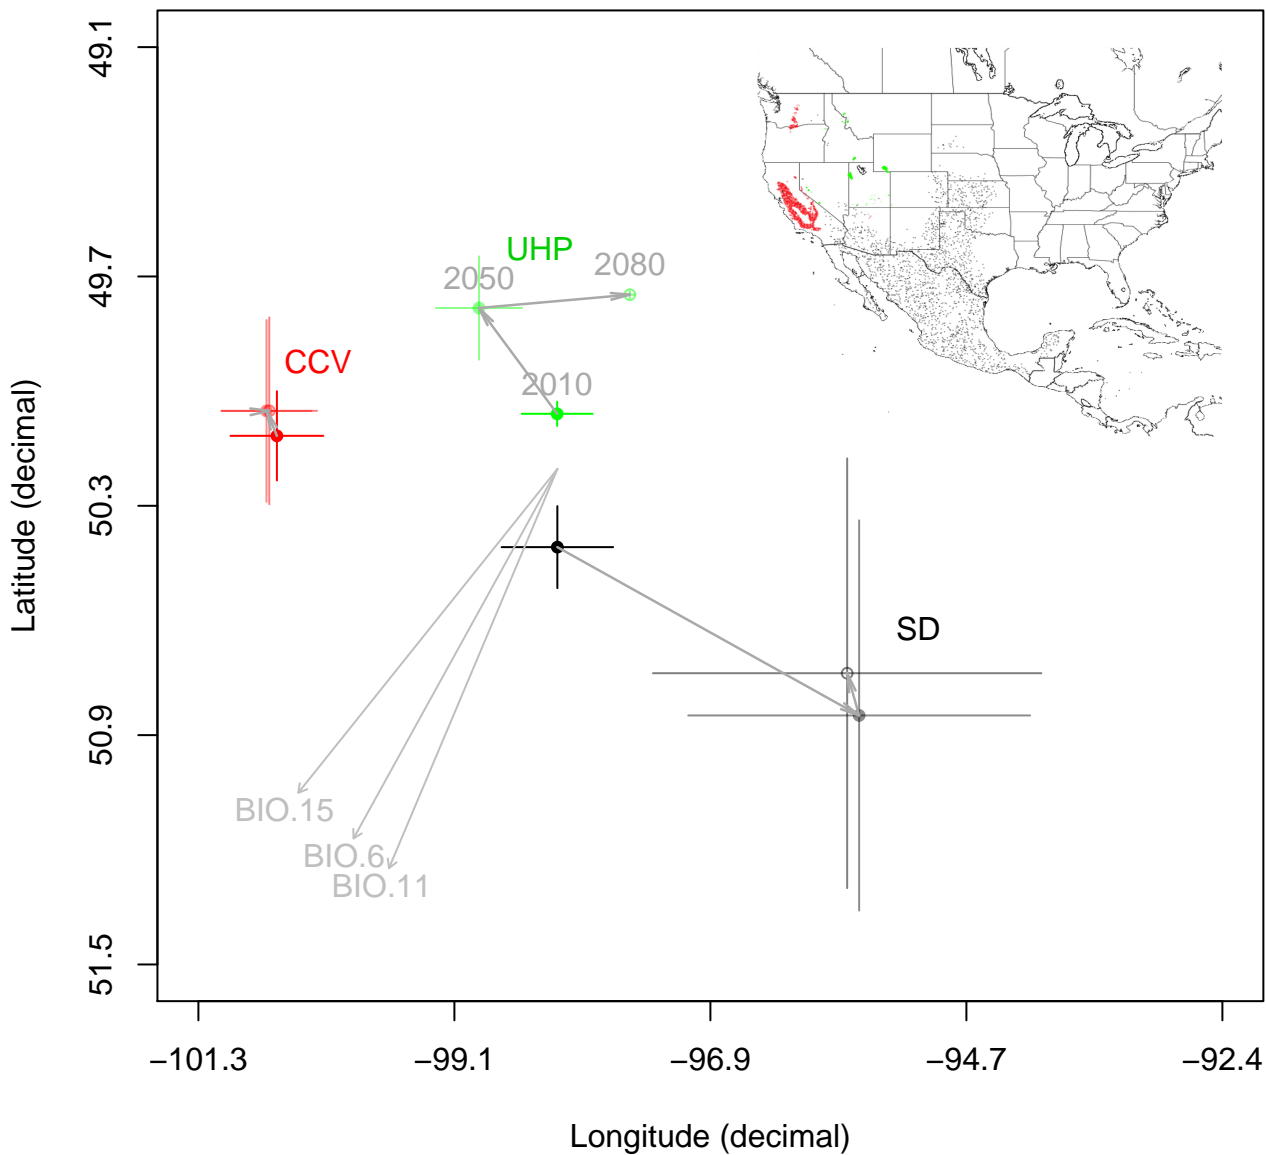 49.1
49.7
50.3
50.9
51.5
Latitude (decimal)
UHP
2050
2080
CCV
2010
SD
BIO.15
BIO.6
BIO.11
−101.3
−99.1
−96.9
−94.7
−92.4
Longitude (decimal)